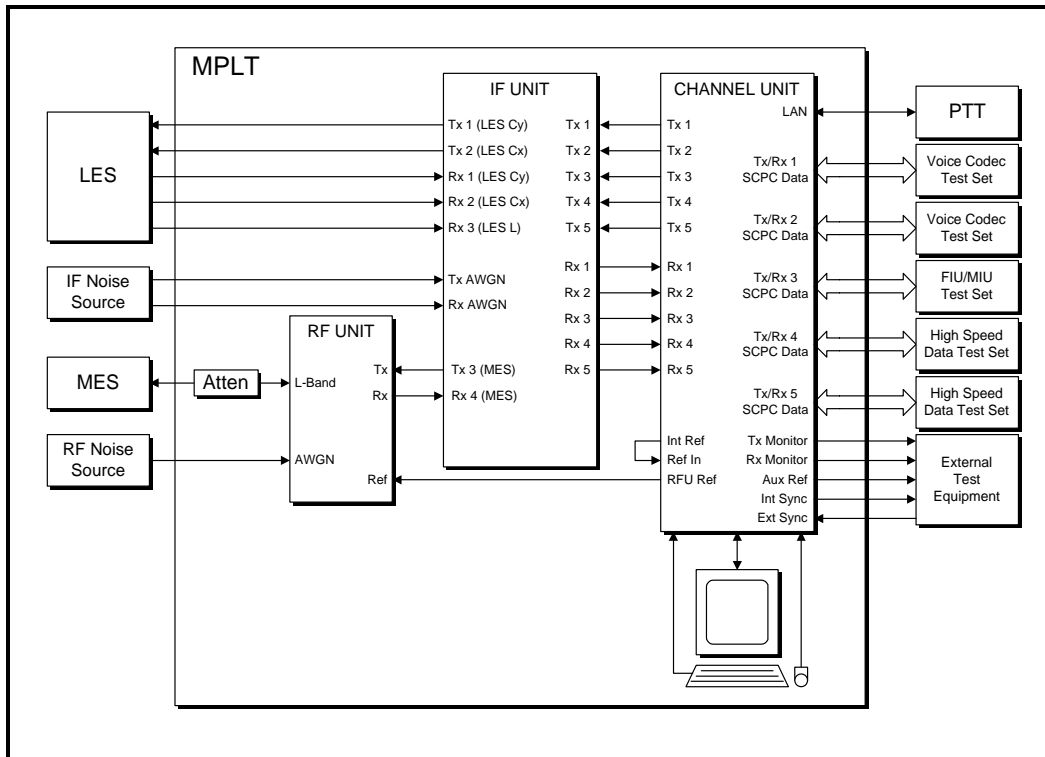 MPLT
LES
IF Noise
Source
MES
Atten
RF Noise
Source
RF UNIT
L-Band
AWGN
Tx
Rx
Ref
IF UNIT
Tx 1 (LES Cy)
Tx 2 (LES Cx)
Rx 1 (LES Cy)
Rx 2 (LES Cx)
Rx 3 (LES L)
Tx AWGN
Rx AWGN
Tx 3 (MES)
Rx 4 (MES)
Tx 1
Tx 2
Tx 3
Tx 4
Tx 5
Rx 1
Rx 2
Rx 3
Rx 4
Rx 5
CHANNEL UNIT
Tx 1
Tx 2
Tx 3
Tx 4
Tx 5
Rx 1
Rx 2
Rx 3
Rx 4
Rx 5
Int Ref
Ref In
RFU Ref
LAN
Tx/Rx 1
SCPC Data
Tx/Rx 2
SCPC Data
Tx/Rx 3
SCPC Data
Tx/Rx 4
SCPC Data
Tx/Rx 5
SCPC Data
Tx Monitor
Rx Monitor
Aux Ref
Int Sync
Ext Sync
PTT
Voice Codec
Test Set
Voice Codec
Test Set
FIU/MIU
Test Set
High Speed
Data Test Set
High Speed
Data Test Set
External
Test
Equipment